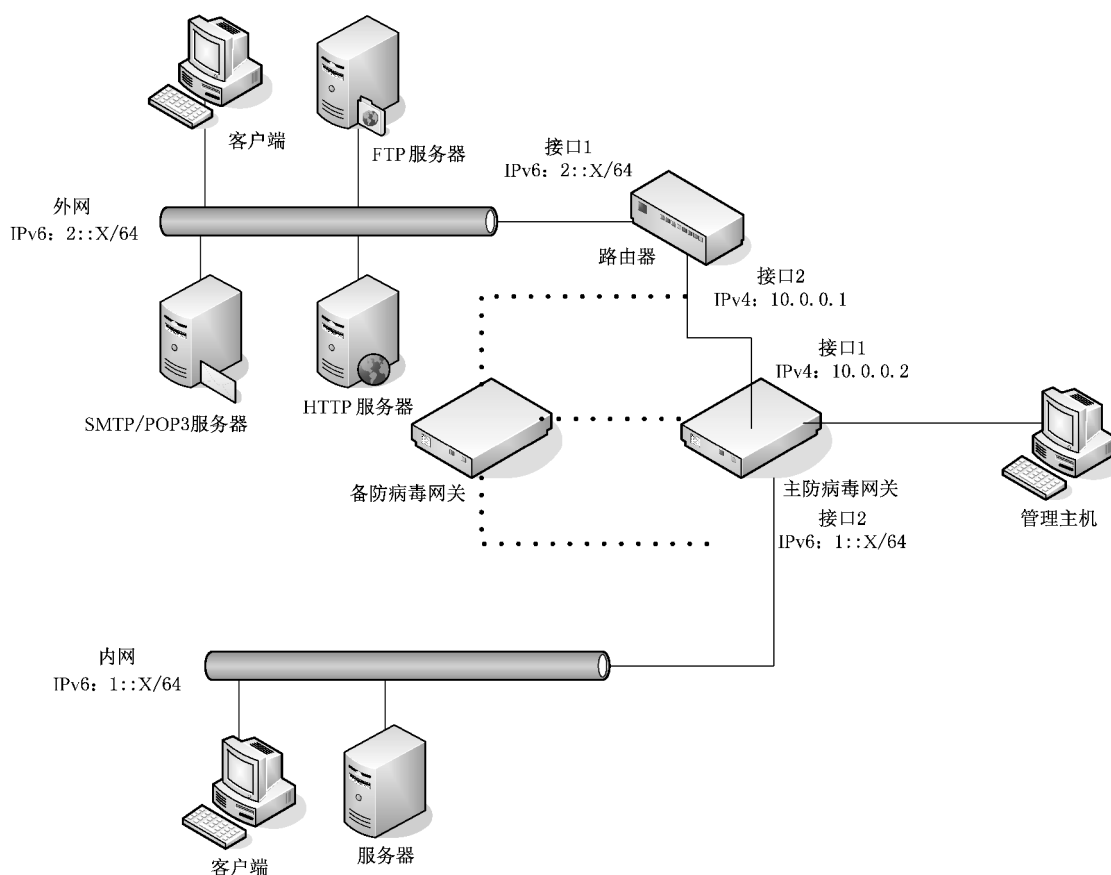 客户端
FTP 服务器
接口1
IPv6：2::X/64
外网
IPv6：2::X/64
路由器
接口2
IPv4：10.0.0.1
接口1
IPv4：10.0.0.2
SMTP/POP3服务器
HTTP 服务器
备防病毒网关
主防病毒网关
管理主机
接口2
IPv6：1::X/64
内网
IPv6：1::X/64
客户端
服务器